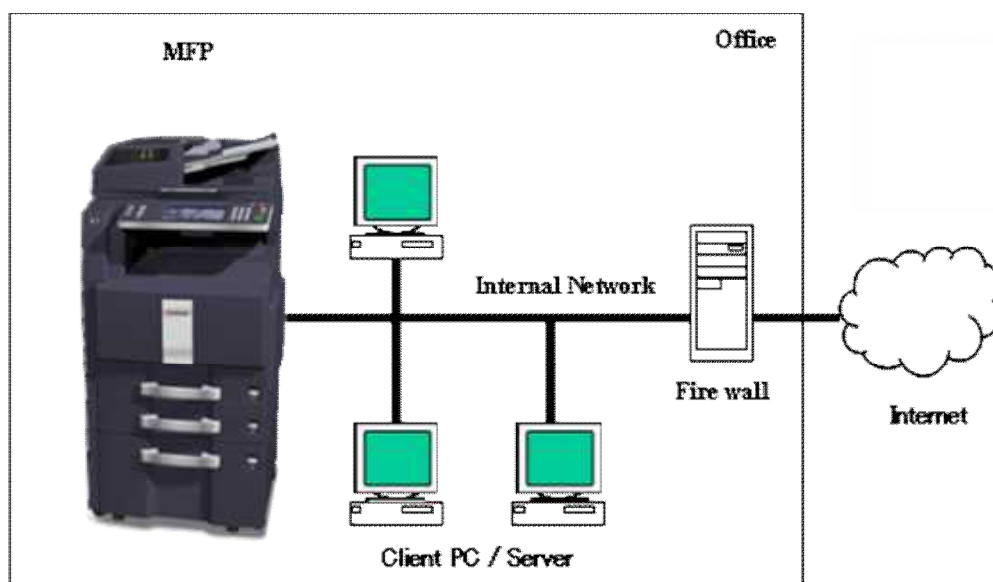 MFP
Office
Internal Network
Fire wall
Internet
Client PC / Server